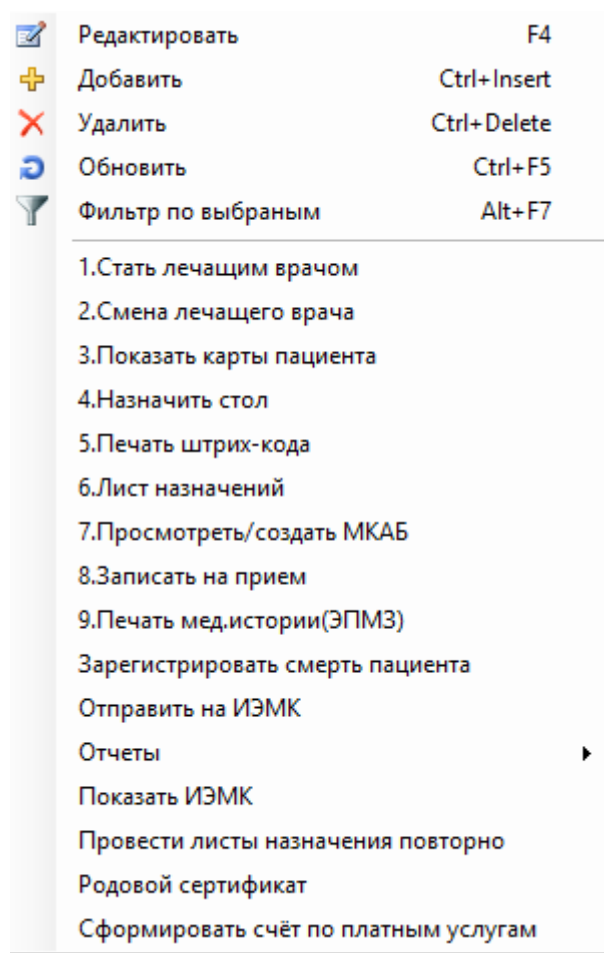 Редактировать F4
Добавить Ctrl+Insert
Удалить Ctrl+Delete
Обновить Ctrl+F5
Фильтр по выбраным Alt+F7
1.Стать лечащим врачом
2.Смена лечащего врача
3.Показать карты пациента
4.Назначить стол
5.Печать штрих-кода
6.Лист назначений
7.Просмотреть/создать МКАБ
8.Записать на прием
9.Печать мед.истории(ЭПМЗ)
Зарегистрировать смерть пациента
Отправить на ИЭМК
Отчеты
Показать ИЭМК
Провести листы назначения повторно
Родовой сертификат
Сформировать счёт по платным услугам